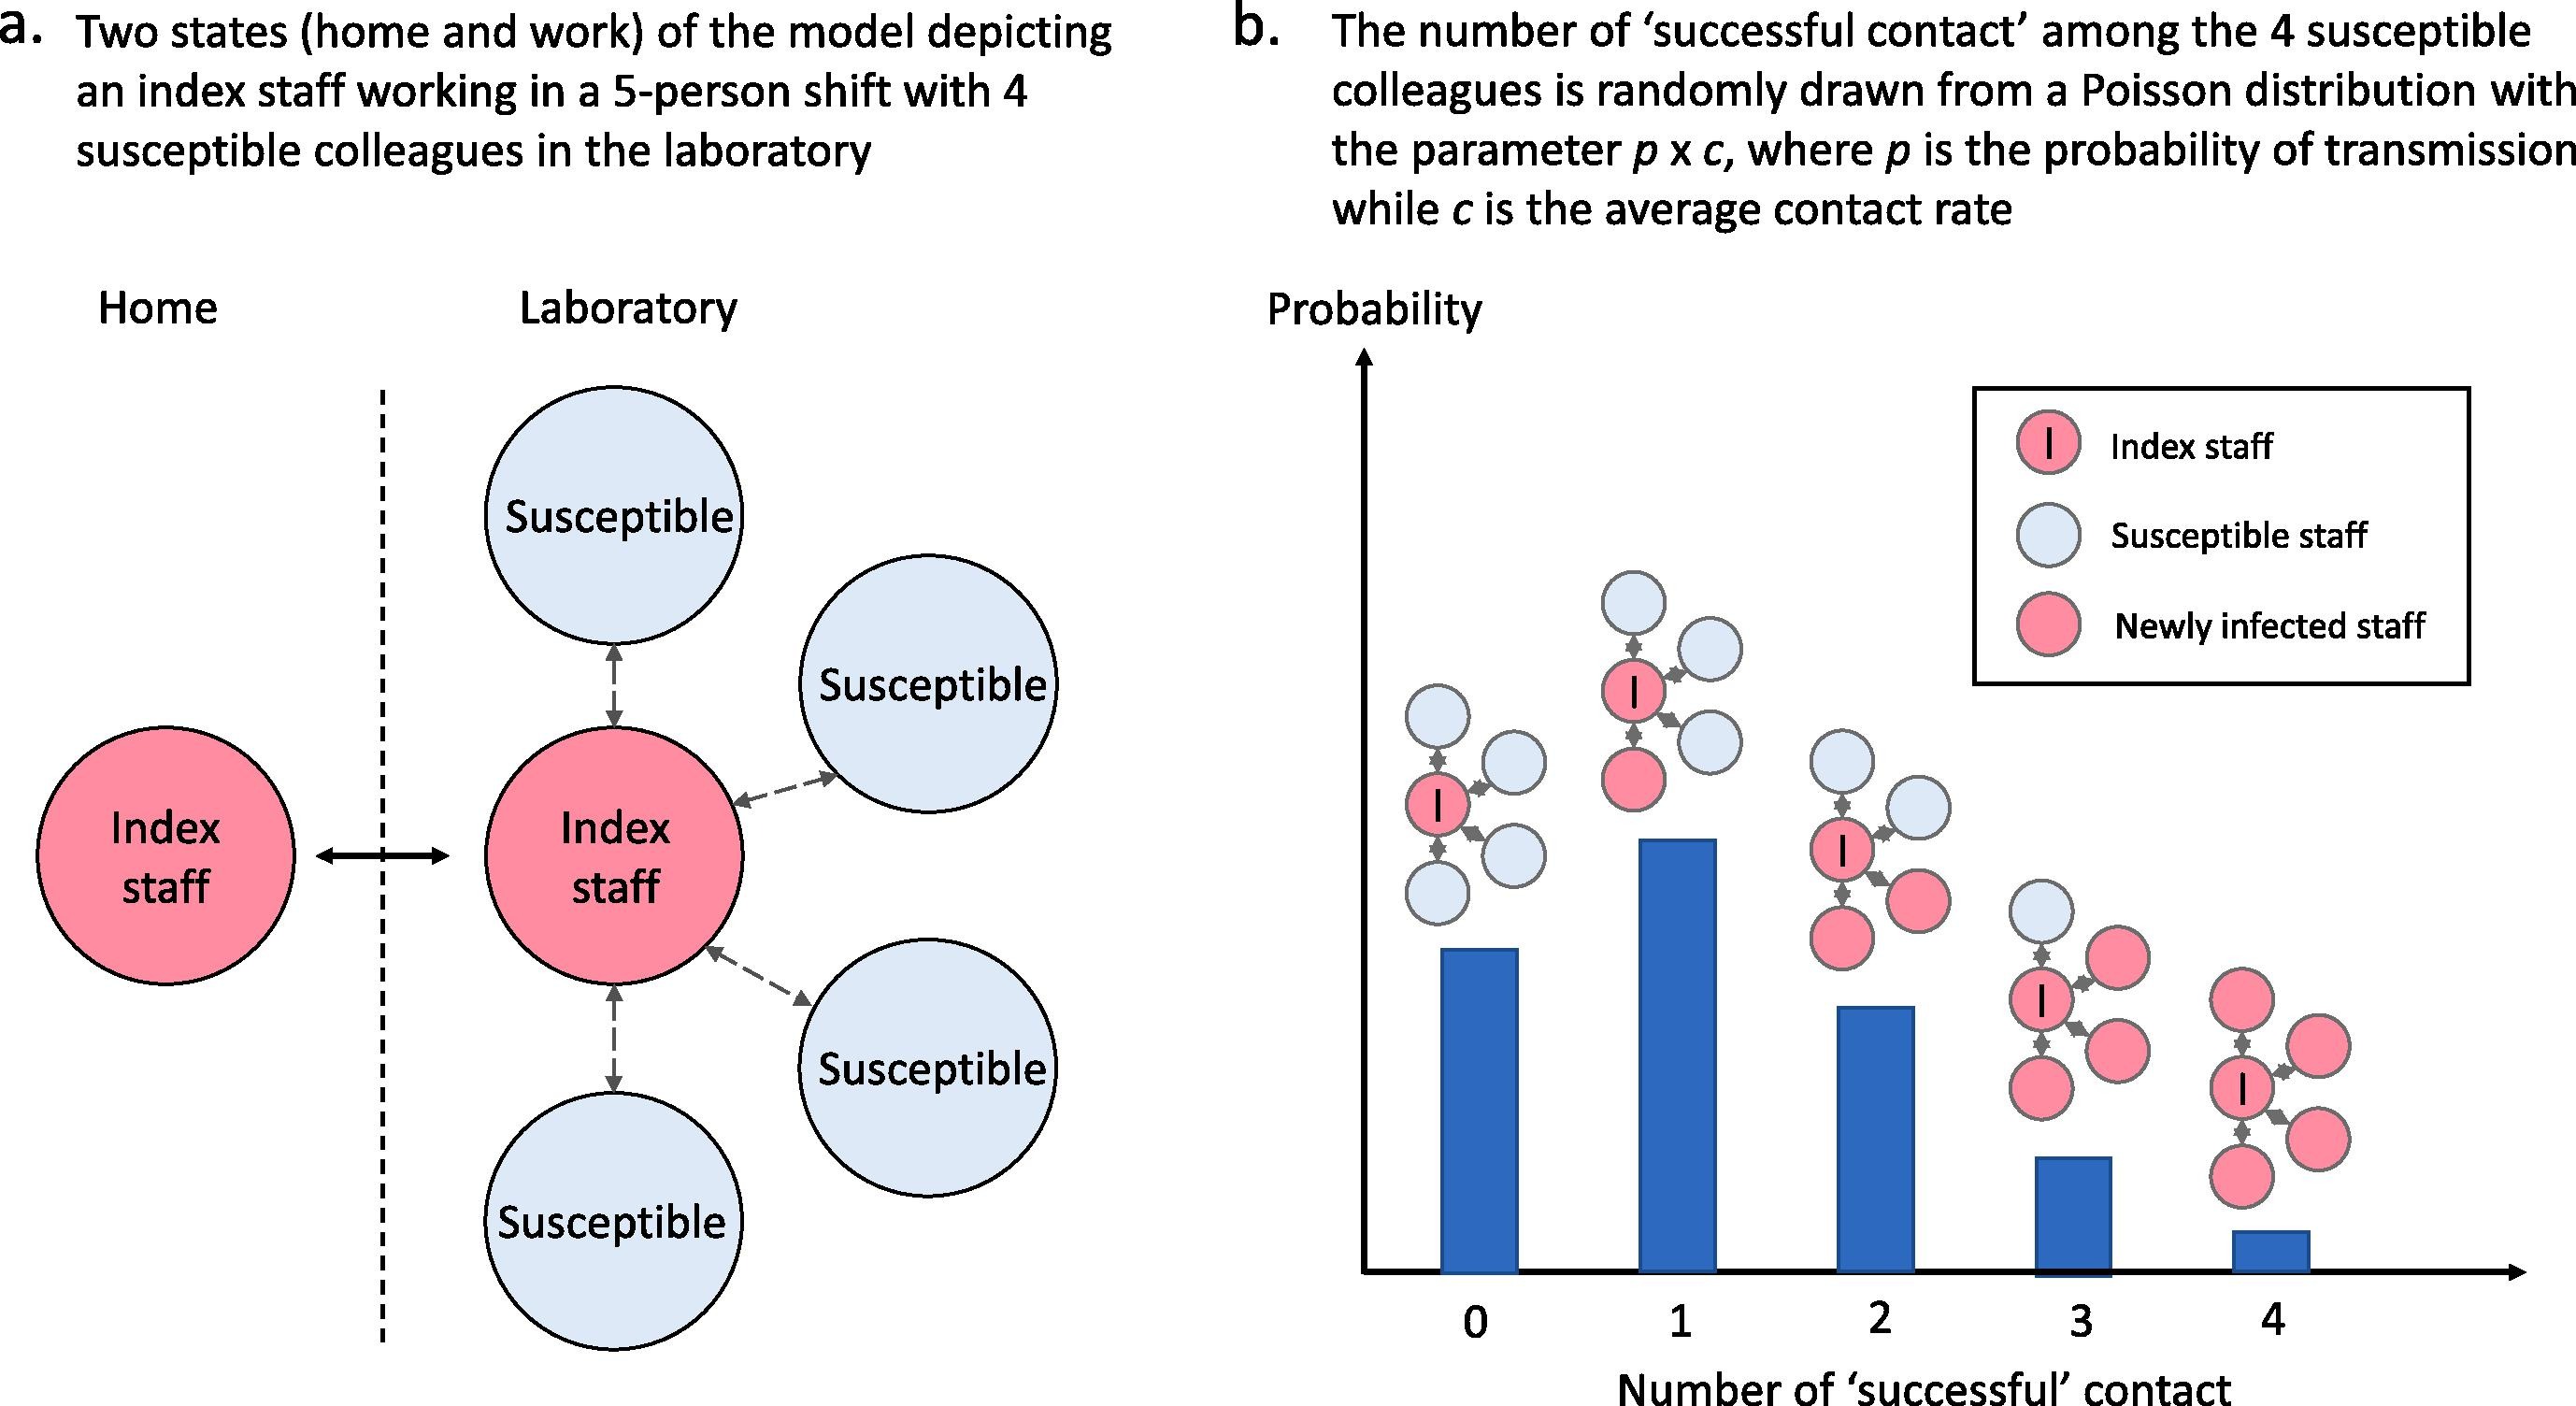 a. Two states (home and work) of the model depicting
an index staff working in a 5-person shift with 4
susceptible colleagues in the laboratory
Home
Laboratory
Susceptible
Susceptible
Index
staff
Index
staff
Susceptible
Susceptible
b. The number of ‘successful contact’ among the 4 susceptible
colleagues is randomly drawn from a Poisson distribution with
the parameter p x c, where p is the probability of transmission
while c is the average contact rate
Probability
I Index staff
Susceptible staff
Newly infected staff
I
I
I
I
I
0 1 2 3 4
Number of ‘successful’ contact